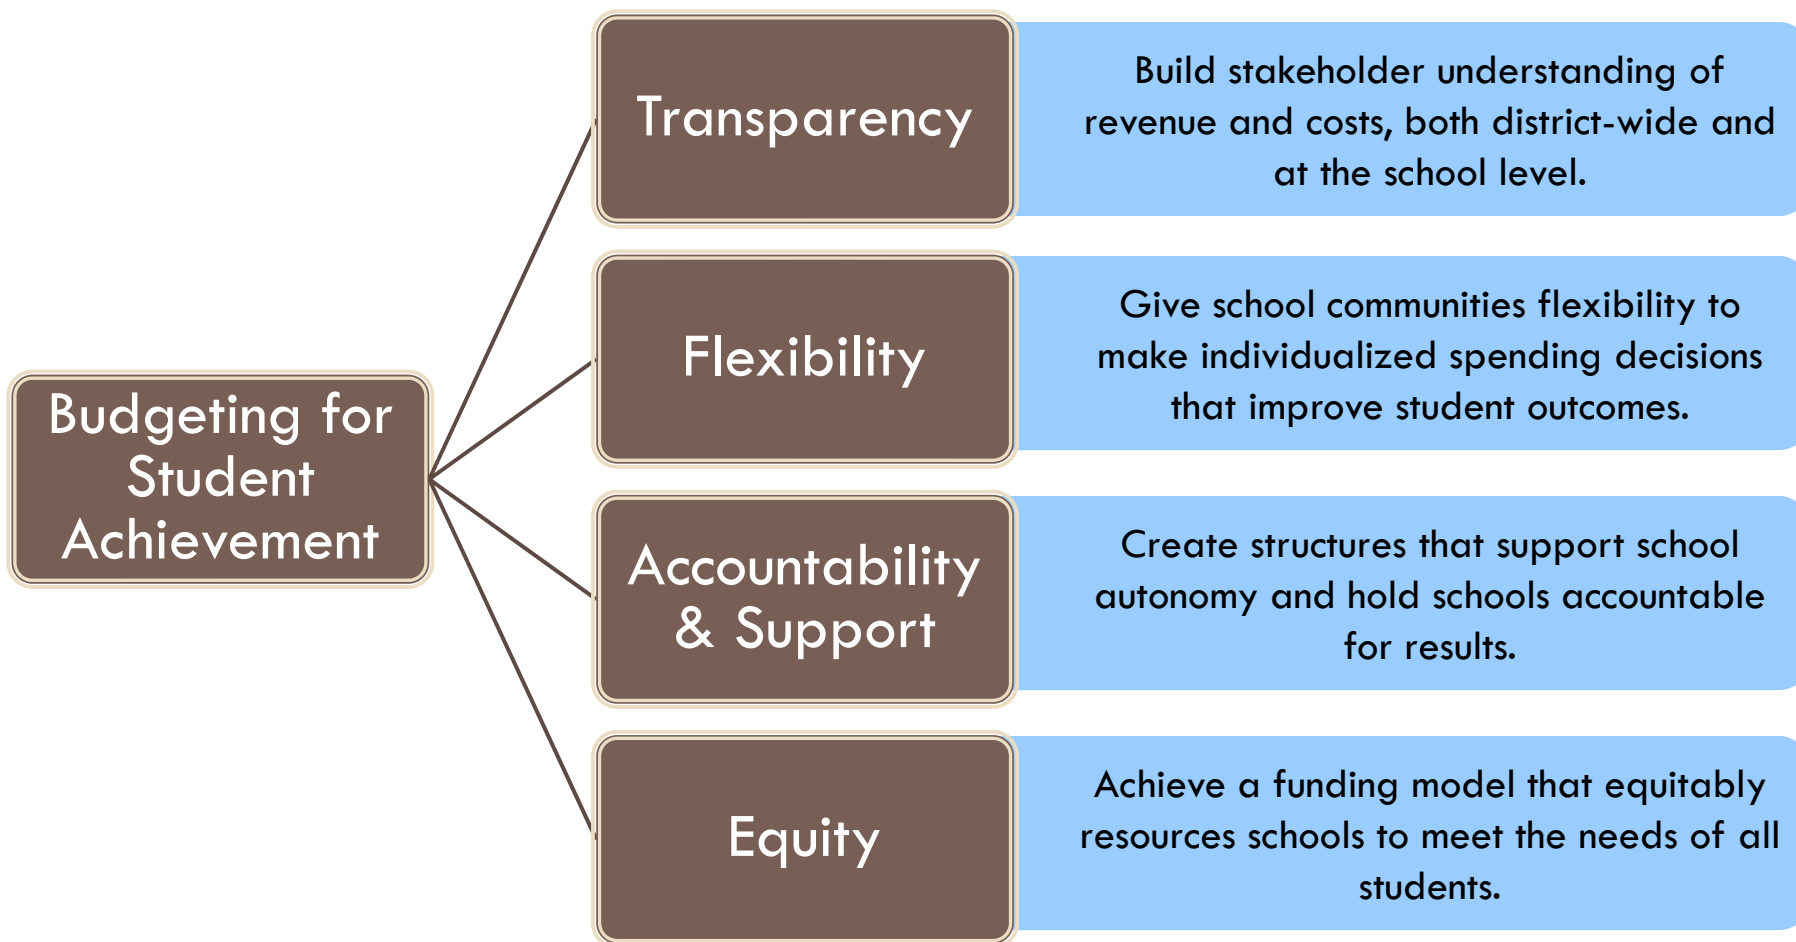 Budgeting for
Student
Achievement
Transparency
Build stakeholder understanding of
revenue and costs, both district-wide and
at the school level.
Flexibility
Give school communities flexibility to
make individualized spending decisions
that improve student outcomes.
Accountability
& Support
Create structures that support school
autonomy and hold schools accountable
for results.
Equity
Achieve a funding model that equitably
resources schools to meet the needs of all
students.